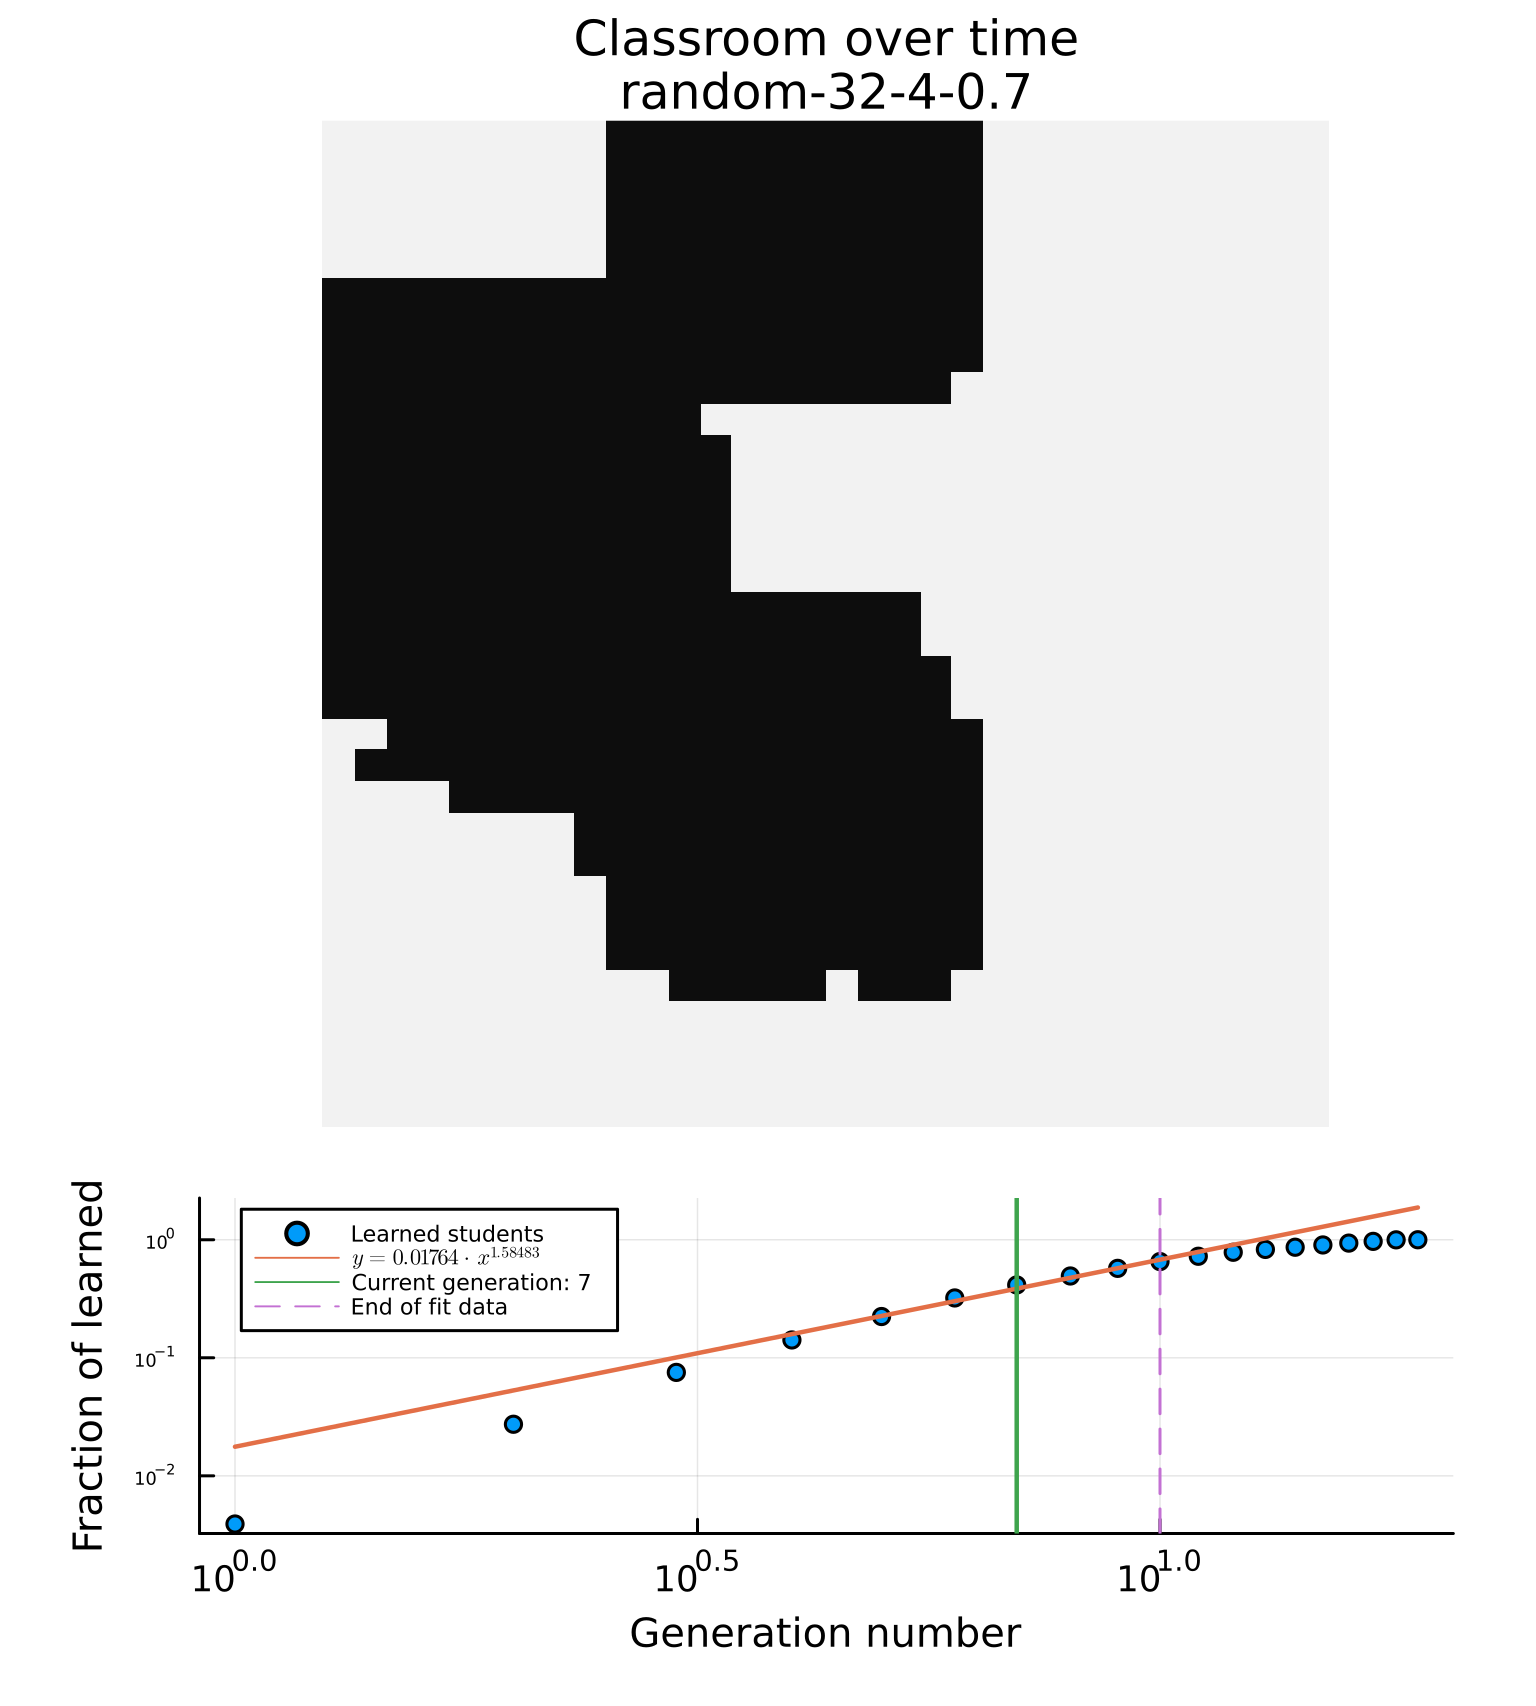 Classroom over time
random-32-4-0.7
Fraction of learned
10⁰
10⁻¹
10⁻²
Learned students
y = 0.01764 · x^1.58483
Current generation: 7
End of fit data
10^0.0
10^0.5
10^1.0
Generation number